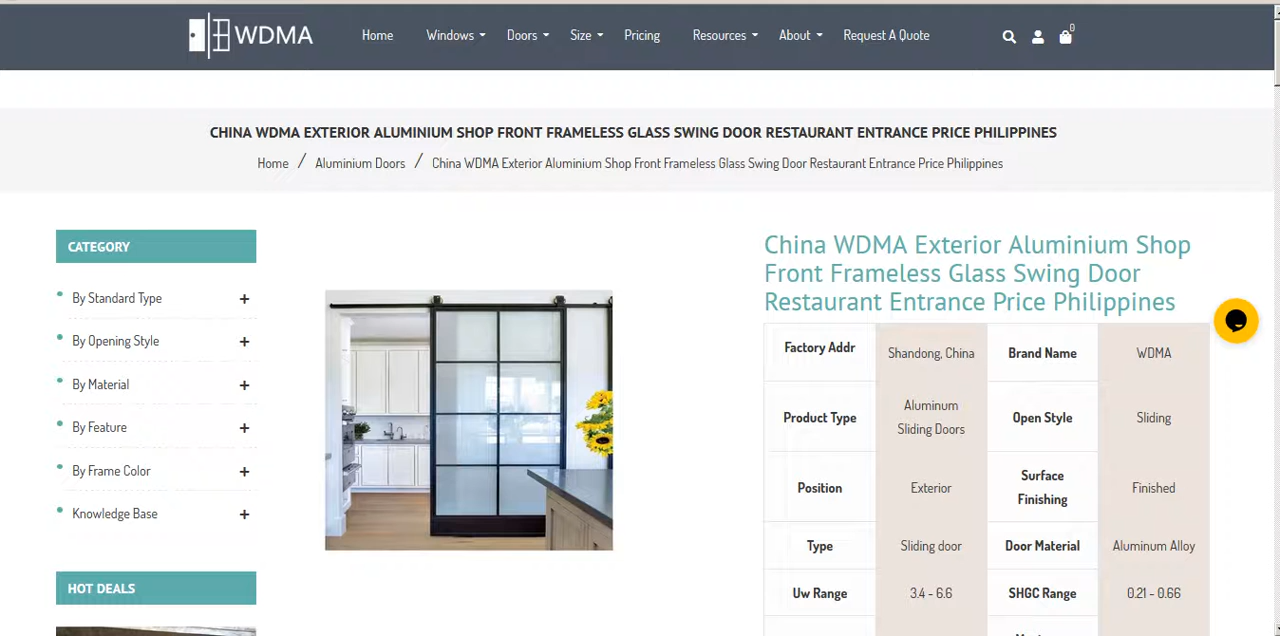 WDMA
Home Windows Doors Size Pricing Resources About Request A Quote
0
CHINA WDMA EXTERIOR ALUMINIUM SHOP FRONT FRAMELESS GLASS SWING DOOR RESTAURANT ENTRANCE PRICE PHILIPPINES
Home / Aluminium Doors / China WDMA Exterior Aluminium Shop Front Frameless Glass Swing Door Restaurant Entrance Price Philippines
CATEGORY
By Standard Type +
By Opening Style +
By Material +
By Feature +
By Frame Color +
Knowledge Base +
HOT DEALS
China WDMA Exterior Aluminium Shop
Front Frameless Glass Swing Door
Restaurant Entrance Price Philippines
Factory Addr Shandong, China Brand Name WDMA
Product Type Aluminum Sliding Doors Open Style Sliding
Position Exterior Surface Finishing Finished
Type Sliding door Door Material Aluminum Alloy
Uw Range 3.4 - 6.6 SHGC Range 0.21 - 0.66